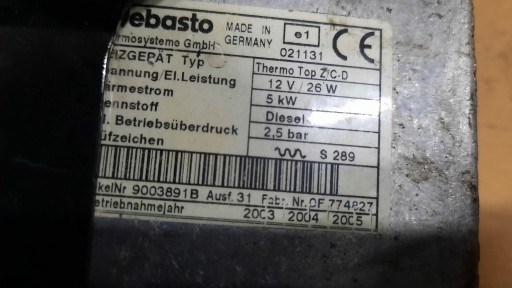 Webasto
MADE IN
GERMANY
e1
021131
CE
rmosysteme GmbH
IZGERÄT Typ
Thermo Top Z/C-D
annung/El.Leistung
12 V / 26 W
ärmestrom
5 kW
ennstoff
Diesel
l. Betriebsüberdruck
2,5 bar
üfzeichen
S 289
kelNr 9003891B Ausf. 31 Fabr. Nr. OF 774827
etriebnahmejahr
2003 2004 2005